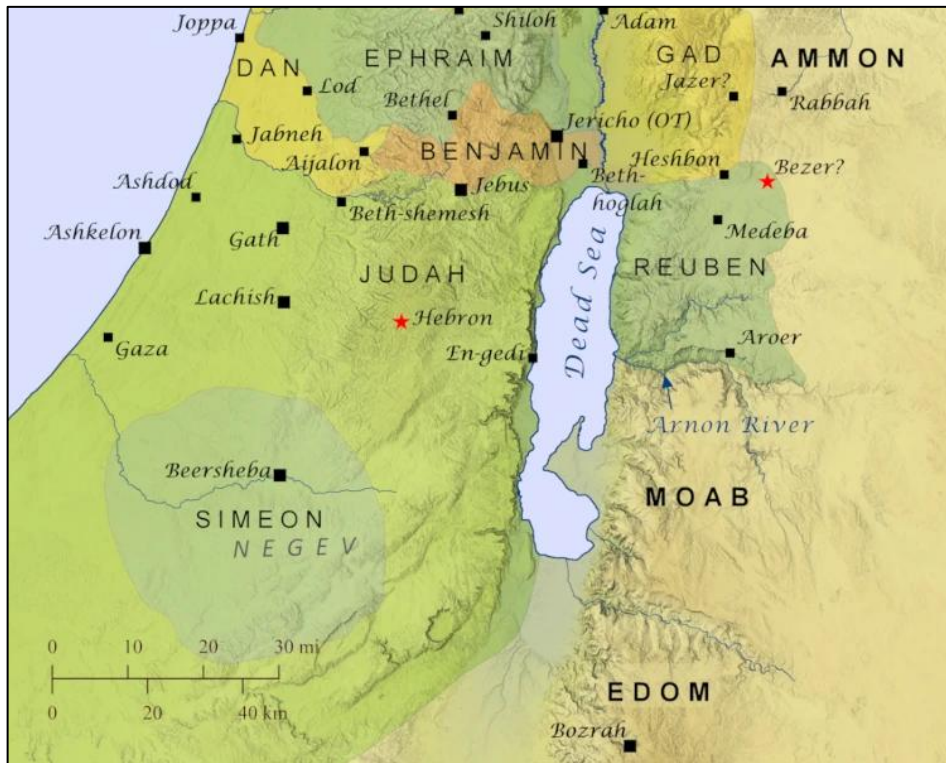 Joppa
Shiloh
Adam
DAN
EPHRAIM
GAD
AMMON
Lod
Jazer?
Rabbah
Bethel
Jericho (OT)
Jabneh
BENJAMIN
Aijalon
Heshbon
Bezer?
Ashdod
Jebus
Beth-
hoglah
Beth-shemesh
Ashkelon
Gath
Medeba
JUDAH
REUBEN
Dead Sea
Lachish
Hebron
Gaza
En-gedi
Aroer
Arnon River
Beersheba
MOAB
SIMEON
NEGEV
0 10 20 30 mi
0 20 40 km
EDOM
Bozrah